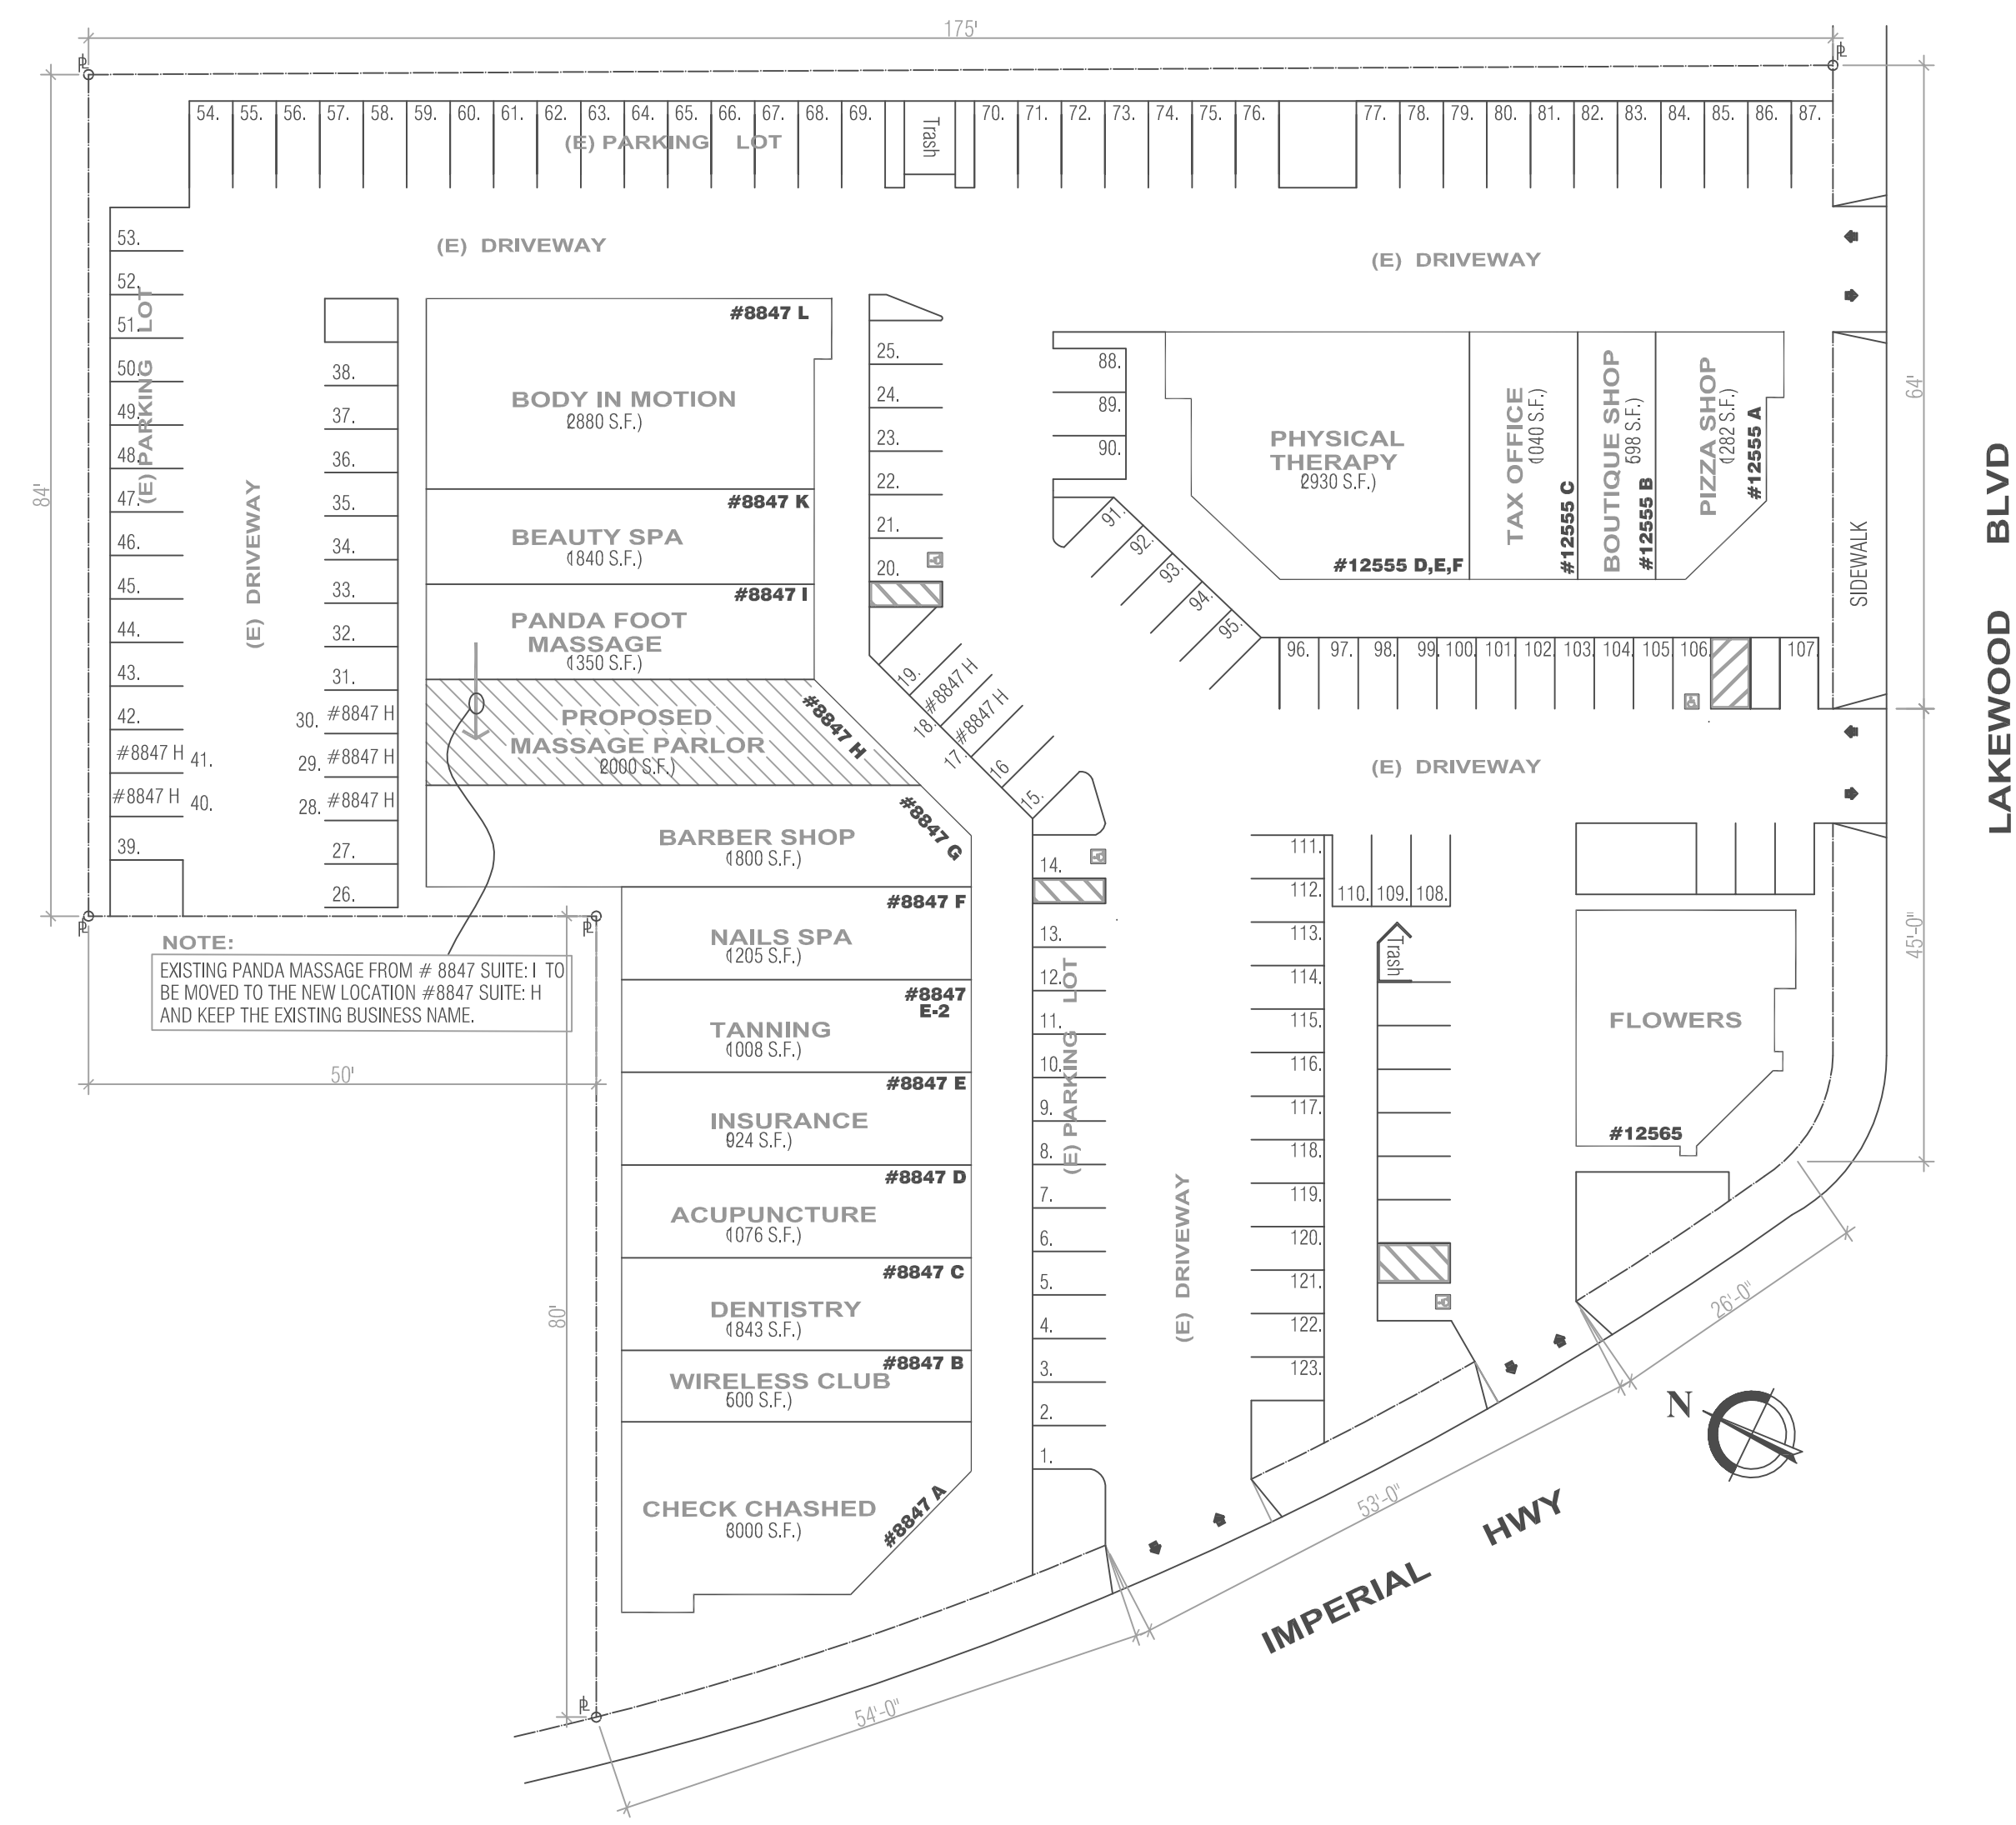 175'
54. 55. 56. 57. 58. 59. 60. 61. 62. 63. 64. 65. 66. 67. 68. 69. Trash 70. 71. 72. 73. 74. 75. 76. 77. 78. 79. 80. 81. 82. 83. 84. 85. 86. 87.
(E) PARKING LOT
84'
64'
53.
52.
51.
50.
49.
48.
47.
46.
45.
44.
43.
42.
#8847 H 41.
#8847 H 40.
39.
(E) PARKING LOT
(E) DRIVEWAY
(E) DRIVEWAY
(E) DRIVEWAY
38.
37.
36.
35.
34.
33.
32.
31.
30. #8847 H
29. #8847 H
28. #8847 H
27.
26.
#8847 L
BODY IN MOTION
(2880 S.F.)
#8847 K
BEAUTY SPA
(1840 S.F.)
#8847 I
PANDA FOOT
MASSAGE
(1350 S.F.)
PROPOSED
MASSAGE PARLOR
(2000 S.F.)
#8847 H
BARBER SHOP
(1800 S.F.)
#8847 G
#8847 F
NAILS SPA
(1205 S.F.)
#8847
E-2
TANNING
(1008 S.F.)
#8847 E
INSURANCE
(924 S.F.)
#8847 D
ACUPUNCTURE
(1076 S.F.)
#8847 C
DENTISTRY
(1843 S.F.)
#8847 B
WIRELESS CLUB
(500 S.F.)
CHECK CHASHED
(3000 S.F.)
#8847 A
25.
24.
23.
22.
21.
20.
19.
18. #8847 H
17. #8847 H
16
15.
14.
13.
12.
11.
10.
9.
8.
7.
6.
5.
4.
3.
2.
1.
(E) PARKING LOT
(E) DRIVEWAY
88.
89.
90.
91.
92.
93.
94.
95.
PHYSICAL
THERAPY
(2930 S.F.)
#12555 D,E,F
TAX OFFICE
(1040 S.F.)
#12555 C
BOUTIQUE SHOP
(598 S.F.)
#12555 B
PIZZA SHOP
(1282 S.F.)
#12555 A
SIDEWALK
LAKEWOOD BLVD
96. 97. 98. 99. 100. 101. 102. 103. 104. 105. 106. 107.
(E) DRIVEWAY
111.
112.
113.
114.
115.
116.
117.
118.
119.
120.
121.
122.
123.
110. 109. 108.
Trash
FLOWERS
#12565
45'-0"
NOTE:
EXISTING PANDA MASSAGE FROM # 8847 SUITE: I TO
BE MOVED TO THE NEW LOCATION #8847 SUITE: H
AND KEEP THE EXISTING BUSINESS NAME.
50'
80'
26'-0"
53'-0"
54'-0"
N
IMPERIAL HWY